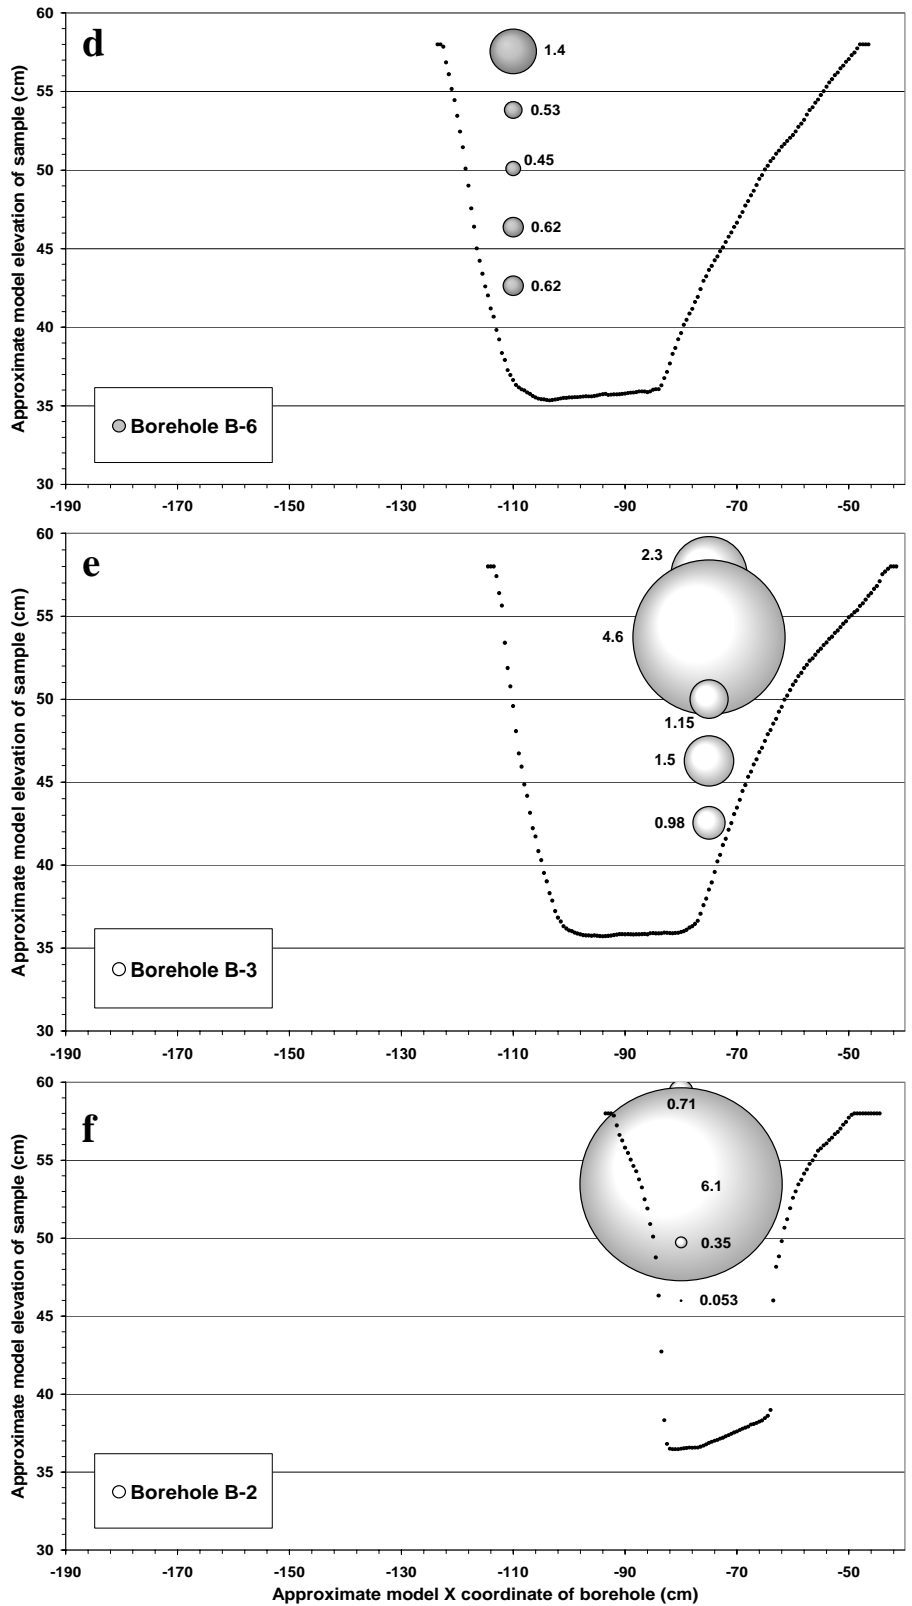 d
Approximate model elevation of sample (cm)
60
55
50
45
40
35
30
1.4
0.53
0.45
0.62
0.62
Borehole B-6
-190 -170 -150 -130 -110 -90 -70 -50
e
Approximate model elevation of sample (cm)
60
55
50
45
40
35
30
2.3
4.6
1.15
1.5
0.98
Borehole B-3
-190 -170 -150 -130 -110 -90 -70 -50
f
Approximate model elevation of sample (cm)
60
55
50
45
40
35
30
0.71
6.1
0.35
0.053
Borehole B-2
-190 -170 -150 -130 -110 -90 -70 -50
Approximate model X coordinate of borehole (cm)